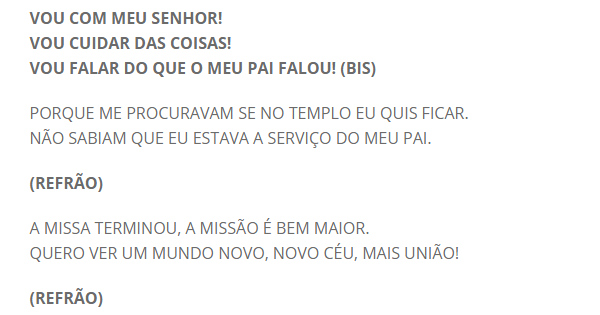 VOU COM MEU SENHOR!
VOU CUIDAR DAS COISAS!
VOU FALAR DO QUE O MEU PAI FALOU! (BIS)
PORQUE ME PROCURAVAM SE NO TEMPLO EU QUIS FICAR.
NÃO SABIAM QUE EU ESTAVA A SERVIÇO DO MEU PAI.
(REFRÃO)
A MISSA TERMINOU, A MISSÃO É BEM MAIOR.
QUERO VER UM MUNDO NOVO, NOVO CÉU, MAIS UNIÃO!
(REFRÃO)